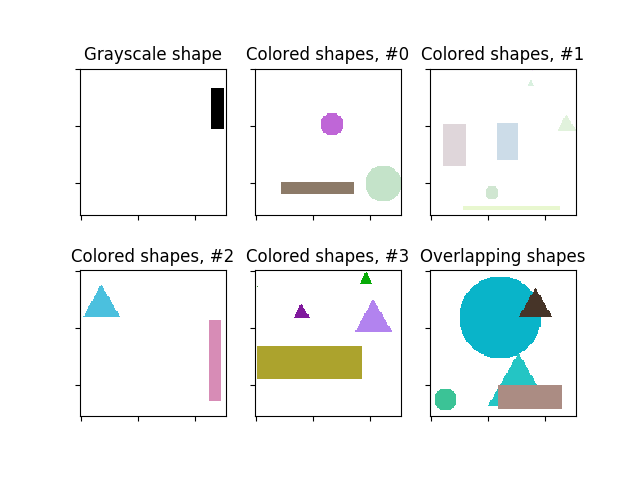 Grayscale shape
Colored shapes, #0
Colored shapes, #1
Colored shapes, #2
Colored shapes, #3
Overlapping shapes